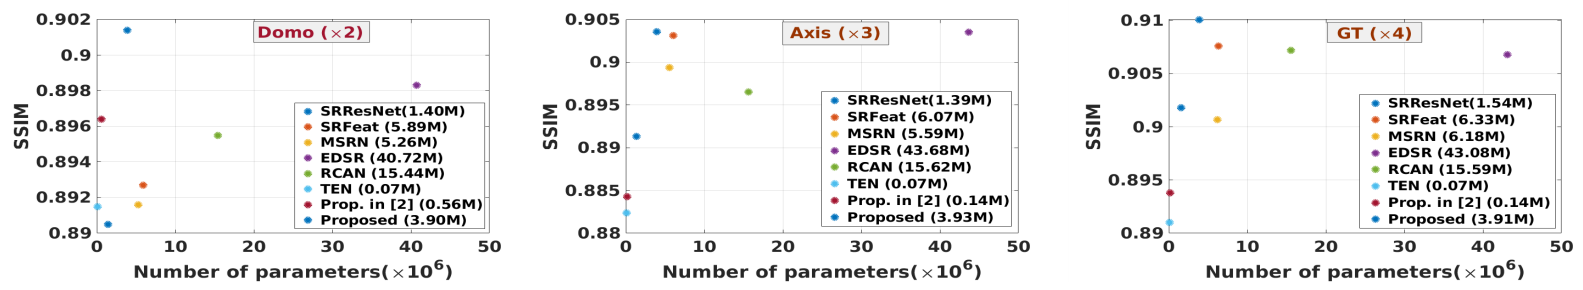 Domo (×2)
0.902
0.9
0.898
0.896
0.894
0.892
0.89
SSIM
SRResNet(1.40M)
SRFeat (5.89M)
MSRN (5.26M)
EDSR (40.72M)
RCAN (15.44M)
TEN (0.07M)
Prop. in [2] (0.56M)
Proposed (3.90M)
0 10 20 30 40 50
Number of parameters(×10⁶)
Axis (×3)
0.905
0.9
0.895
0.89
0.885
0.88
SSIM
SRResNet(1.39M)
SRFeat (6.07M)
MSRN (5.59M)
EDSR (43.68M)
RCAN (15.62M)
TEN (0.07M)
Prop. in [2] (0.14M)
Proposed (3.93M)
0 10 20 30 40 50
Number of parameters(×10⁶)
GT (×4)
0.91
0.905
0.9
0.895
0.89
SSIM
SRResNet(1.54M)
SRFeat (6.33M)
MSRN (6.18M)
EDSR (43.08M)
RCAN (15.59M)
TEN (0.07M)
Prop. in [2] (0.14M)
Proposed (3.91M)
0 10 20 30 40 50
Number of parameters(×10⁶)